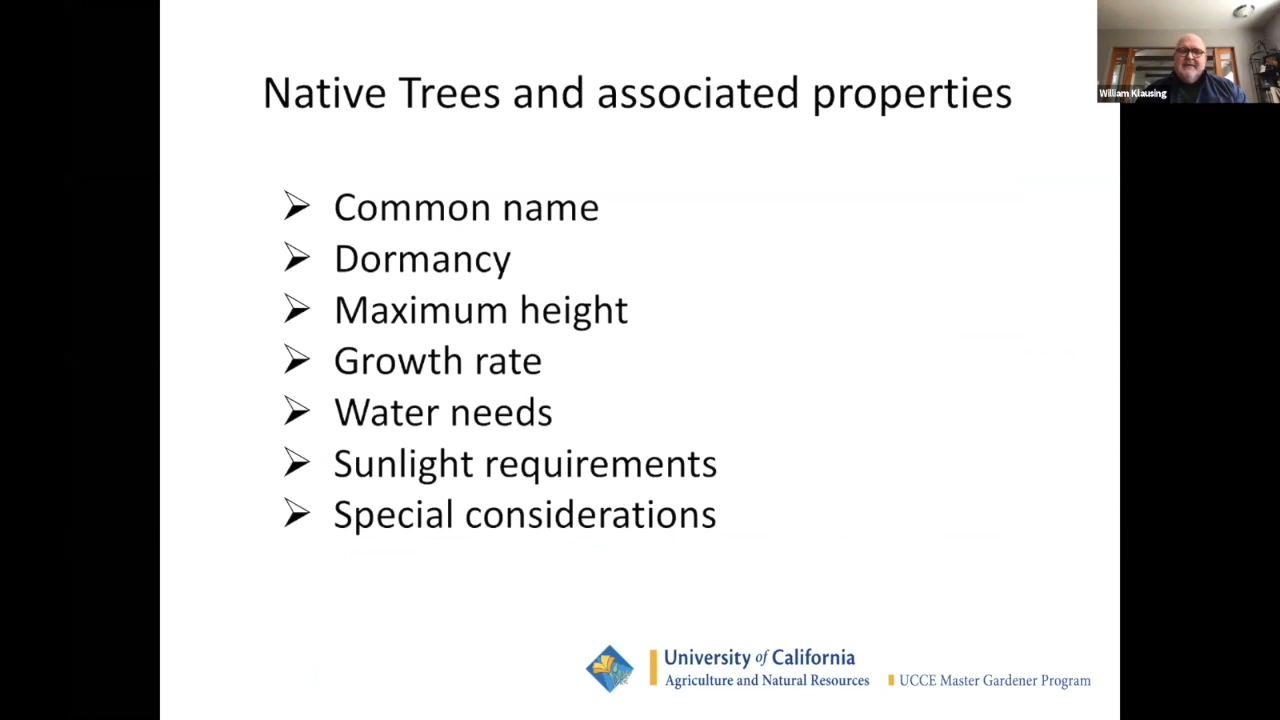 Native Trees and associated properties
William Klausing
Common name
Dormancy
Maximum height
Growth rate
Water needs
Sunlight requirements
Special considerations
University of California
Agriculture and Natural Resources
UCCE Master Gardener Program